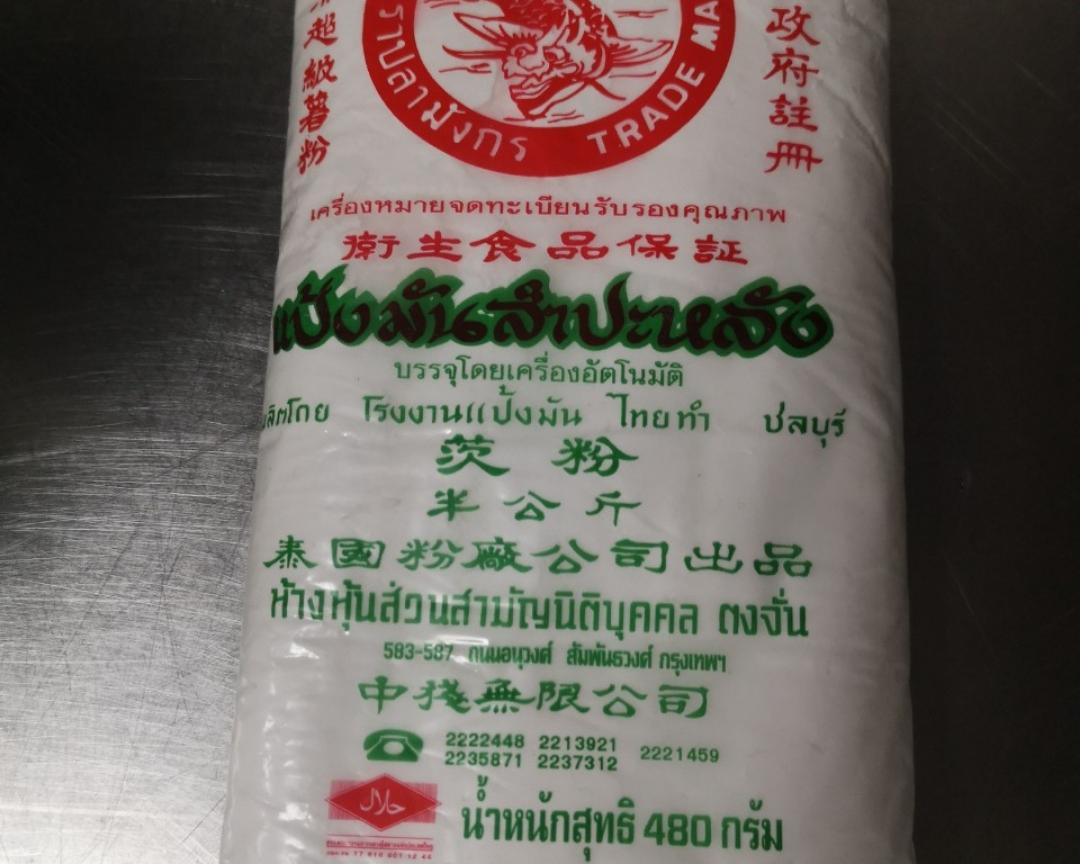 超級薯粉
ราปลามังกร TRADE MA
政府註冊
เครื่องหมายจดทะเบียนรับรองคุณภาพ
衛生食品保証
แป้งมันสำปะหลัง
บรรจุโดยเครื่องอัตโนมัติ
โรงงานแป้งมัน ไทยทำ ชลบุรี
茨粉
半公斤
泰國粉廠公司出品
ห้างหุ้นส่วนสามัญนิติบุคคล ตงจั่น
583-587 ถนนอนุวงศ์ สัมพันธวงศ์ กรุงเทพฯ
中棧無限公司
2222448 2213921 2221459
2235871 2237312
حلال
น้ำหนักสุทธิ 480 กรัม